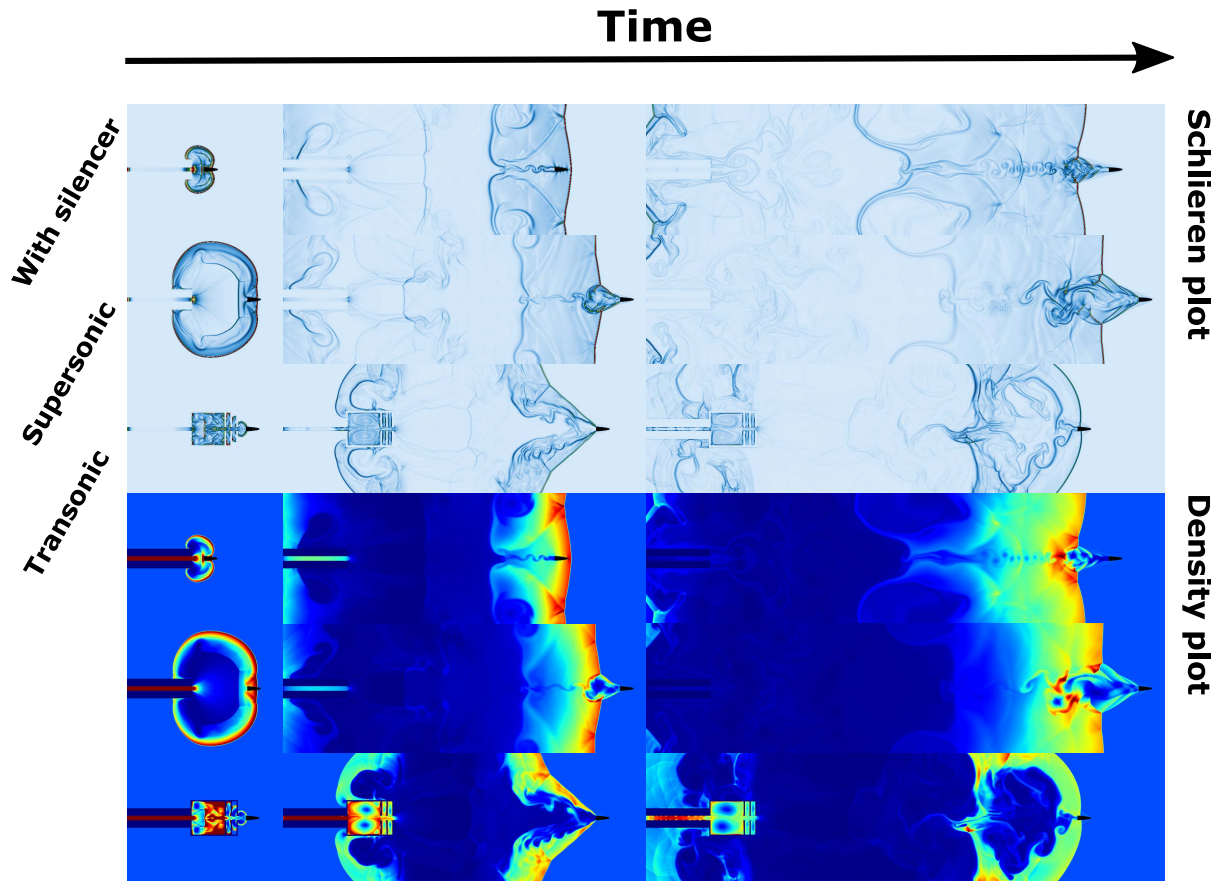 Time
With silencer
Supersonic
Transonic
Schlieren plot
Density plot